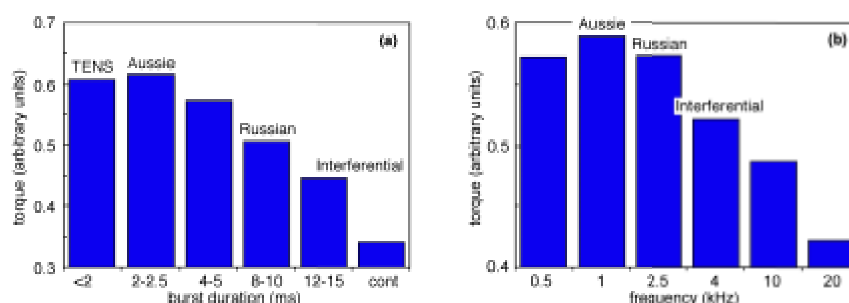 0.7
(a)
TENS
Aussie
0.6
0.5
Russian
Interferential
0.4
0.3
torque (arbitrary units)
<2
2-2.5
4-5
8-10
12-15
cont
burst duration (ms)
0.6
Aussie
(b)
Russian
Interferential
0.5
0.4
torque (arbitrary units)
0.5
1
2.5
4
10
20
frequency (kHz)